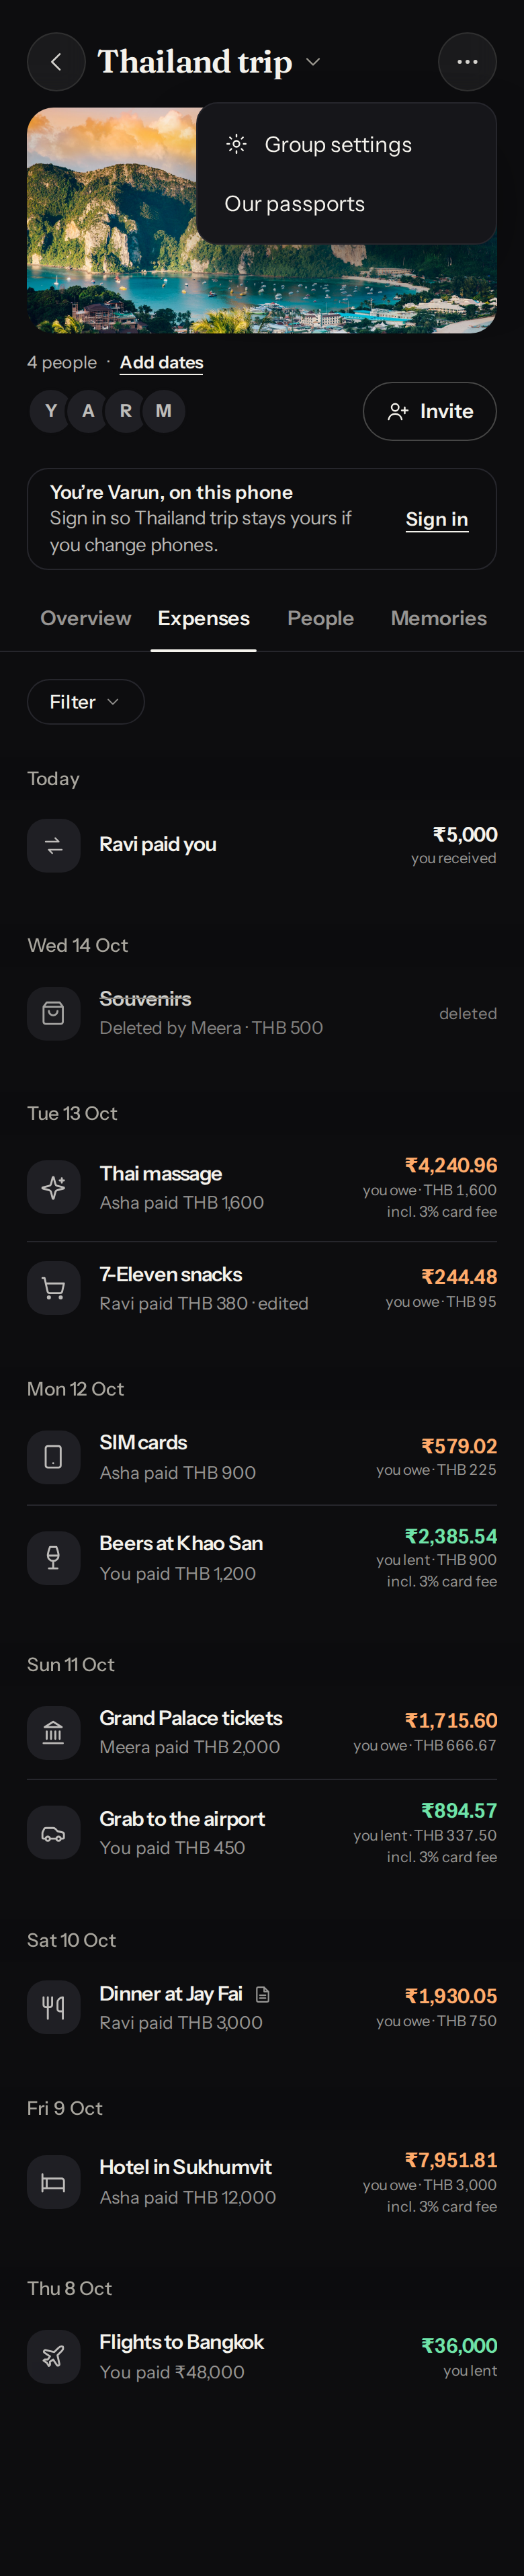 Thailand trip
Group settings
Our passports
4 people · Add dates
Y A R M
Invite
You're Varun, on this phone
Sign in so Thailand trip stays yours if
you change phones.
Sign in
Overview Expenses People Memories
Filter
Today
Ravi paid you
₹5,000
you received
Wed 14 Oct
Souvenirs
Deleted by Meera · THB 500
deleted
Tue 13 Oct
Thai massage
Asha paid THB 1,600
₹4,240.96
you owe · THB 1,600
incl. 3% card fee
7-Eleven snacks
Ravi paid THB 380 · edited
₹244.48
you owe · THB 95
Mon 12 Oct
SIM cards
Asha paid THB 900
₹579.02
you owe · THB 225
Beers at Khao San
You paid THB 1,200
₹2,385.54
you lent · THB 900
incl. 3% card fee
Sun 11 Oct
Grand Palace tickets
Meera paid THB 2,000
₹1,715.60
you owe · THB 666.67
Grab to the airport
You paid THB 450
₹894.57
you lent · THB 337.50
incl. 3% card fee
Sat 10 Oct
Dinner at Jay Fai
Ravi paid THB 3,000
₹1,930.05
you owe · THB 750
Fri 9 Oct
Hotel in Sukhumvit
Asha paid THB 12,000
₹7,951.81
you owe · THB 3,000
incl. 3% card fee
Thu 8 Oct
Flights to Bangkok
You paid ₹48,000
₹36,000
you lent